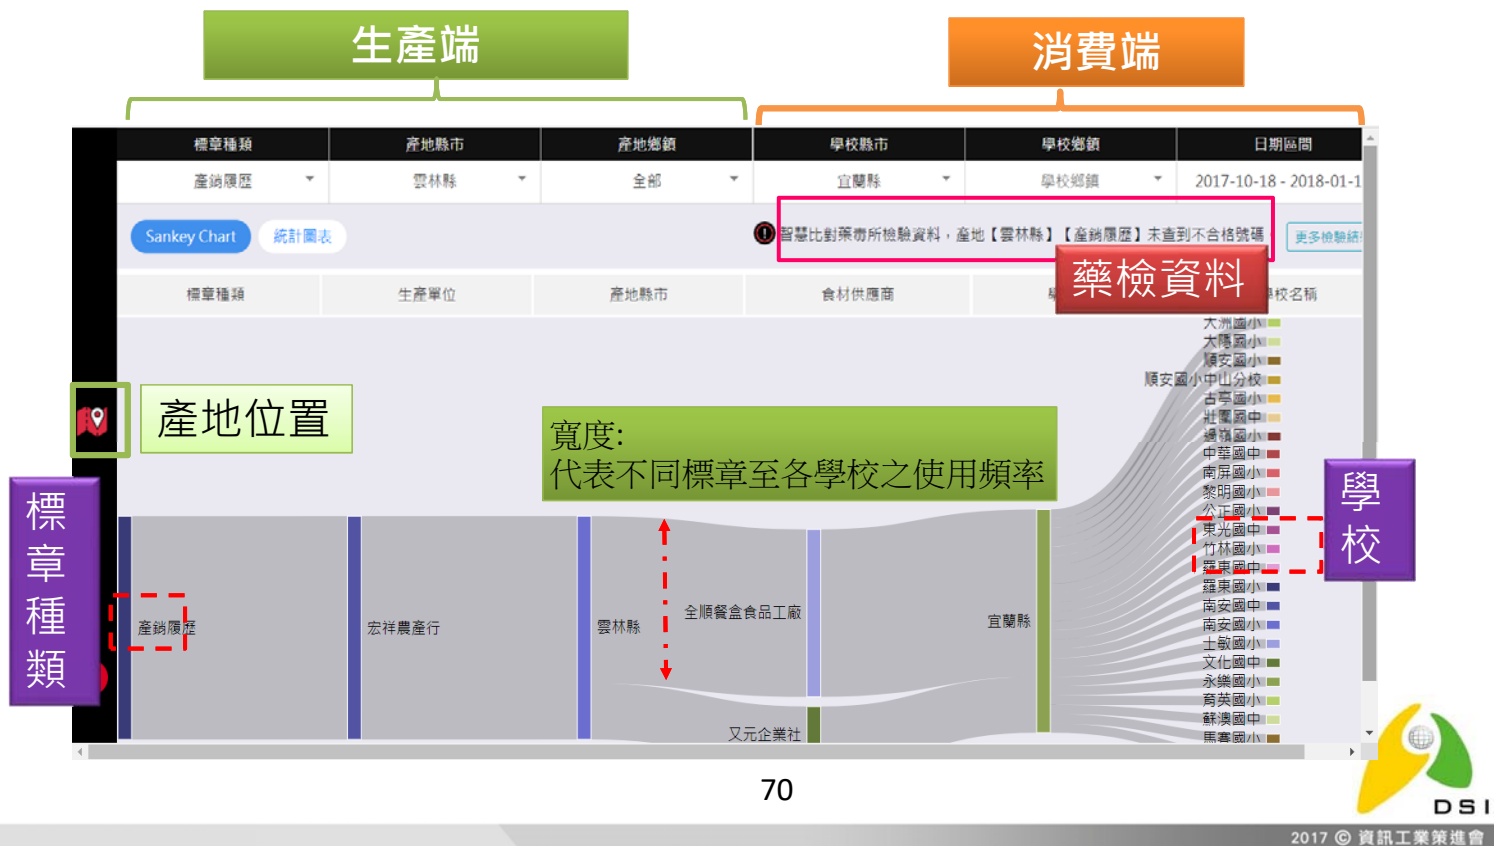 生產端
消費端
標章種類
產地縣市
產地鄉鎮
學校縣市
學校鄉鎮
日期區間
產銷履歷
雲林縣
全部
宜蘭縣
學校鄉鎮
2017-10-18 - 2018-01-1
Sankey Chart
統計圖表
智慧比對藥毒所檢驗資料，產地【雲林縣】【產銷履歷】未查到不合格號碼。
更多檢驗結
藥檢資料
標章種類
生產單位
產地縣市
食材供應商
校名稱
大洲國小
大隱國小
順安國小
順安國小中山分校
古亭國小
壯圍國中
過嶺國小
中華國中
南屏國小
黎明國小
公正國小
東光國中
竹林國小
羅東國中
羅東國小
南安國中
南安國小
士敏國小
文化國中
永樂國小
育英國小
蘇澳國中
馬賽國小
產地位置
寬度:
代表不同標章至各學校之使用頻率
標章種類
學校
產銷履歷
宏祥農產行
雲林縣
全順餐盒食品工廠
宜蘭縣
又元企業社
70
DSI
2017 © 資訊工業策進會